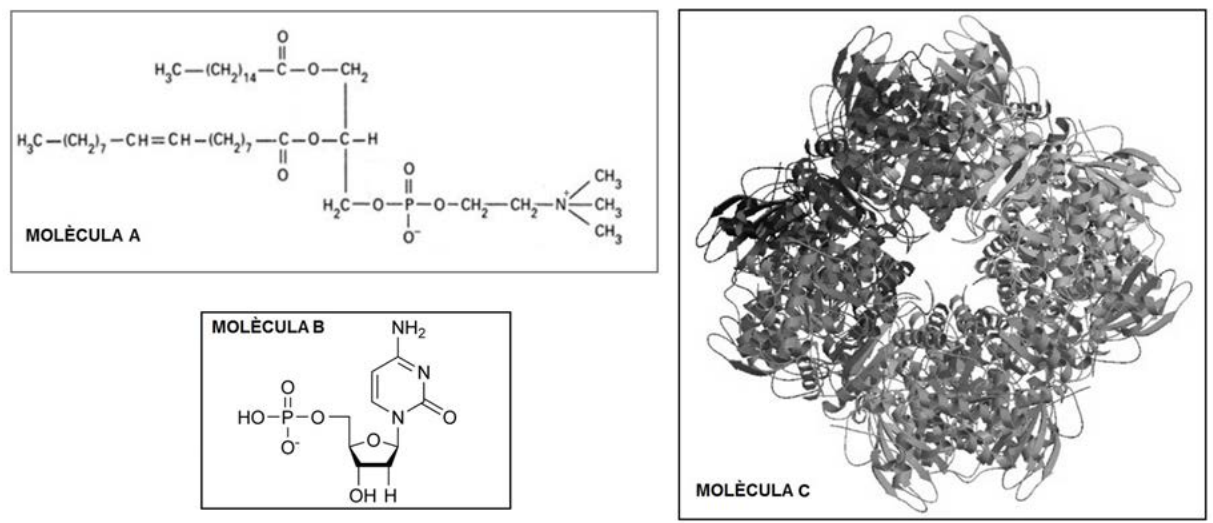 O
H₃C—(CH₂)₁₄—C—O—CH₂
H₃C—(CH₂)₇—CH=CH—(CH₂)₇—C—O—C—H
O
O
H₂C—O—P—O—CH₂—CH₂—N⁺—CH₃
CH₃
CH₃
O⁻
MOLÈCULA A
MOLÈCULA B
NH₂
N
O
HO—P—O
N
O
O⁻
O
OH H
MOLÈCULA C